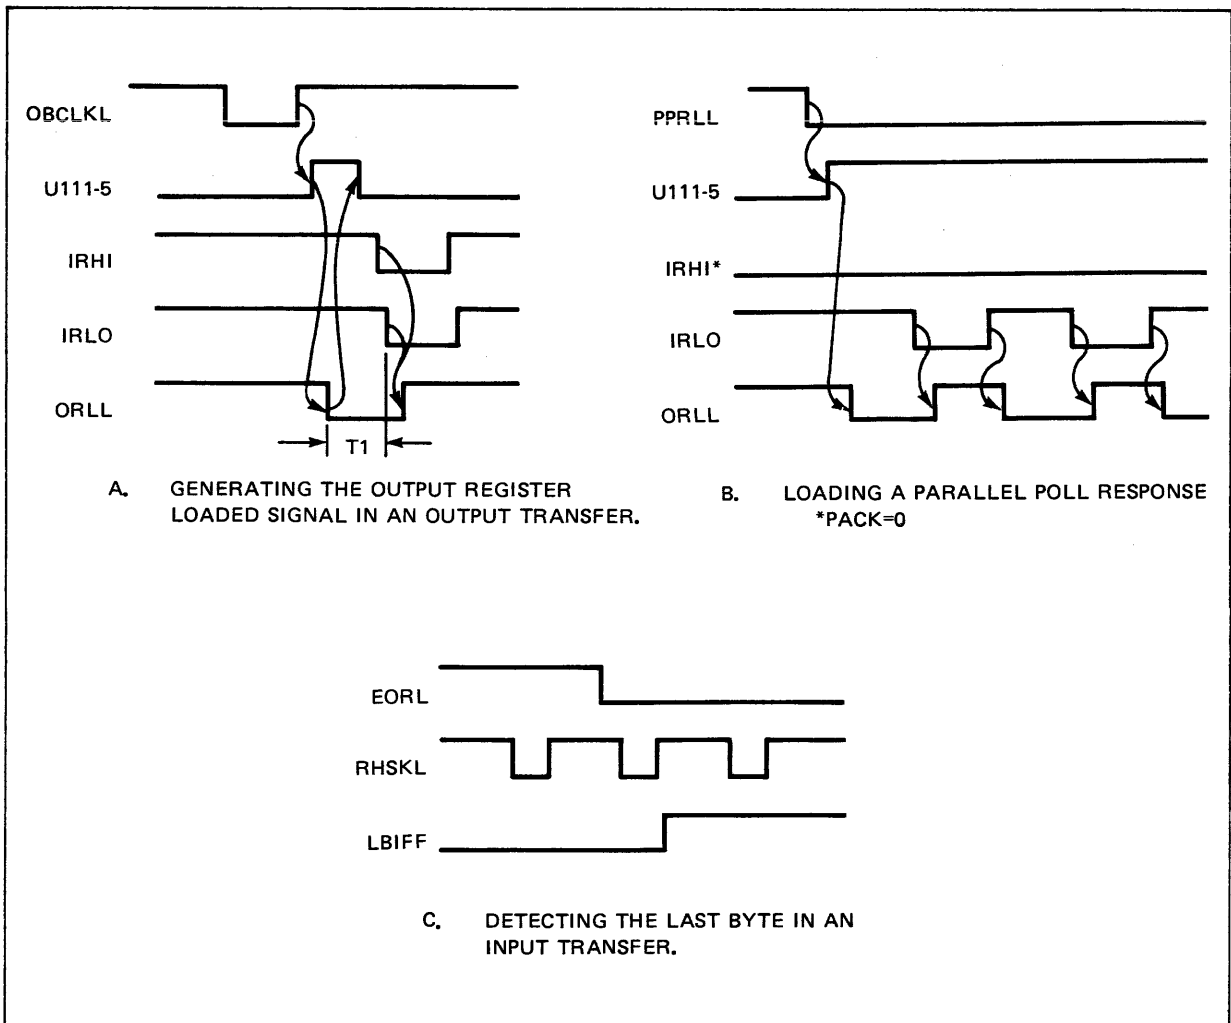 OBCLKL
U111-5
IRHI
IRLO
ORLL
T1
A. GENERATING THE OUTPUT REGISTER
LOADED SIGNAL IN AN OUTPUT TRANSFER.
PPRLL
U111-5
IRHI*
IRLO
ORLL
B. LOADING A PARALLEL POLL RESPONSE
*PACK=0
EORL
RHSKL
LBIFF
C. DETECTING THE LAST BYTE IN AN
INPUT TRANSFER.